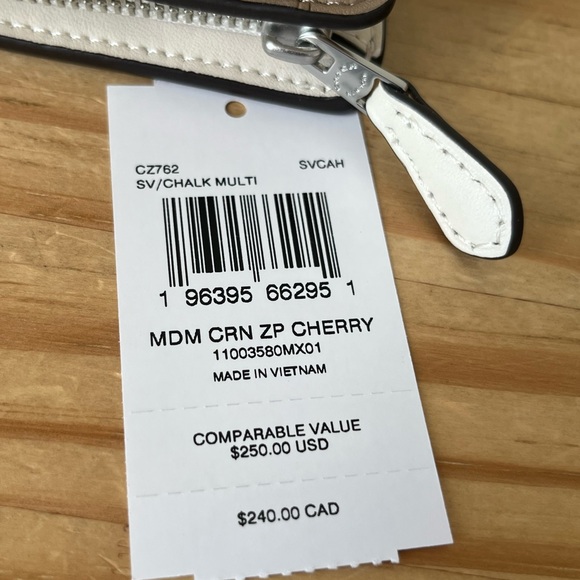 CZ762 SVCAH
SV/CHALK MULTI
1 96395 66295 1
MDM CRN ZP CHERRY
11003580MX01
MADE IN VIETNAM
COMPARABLE VALUE
$250.00 USD
$240.00 CAD